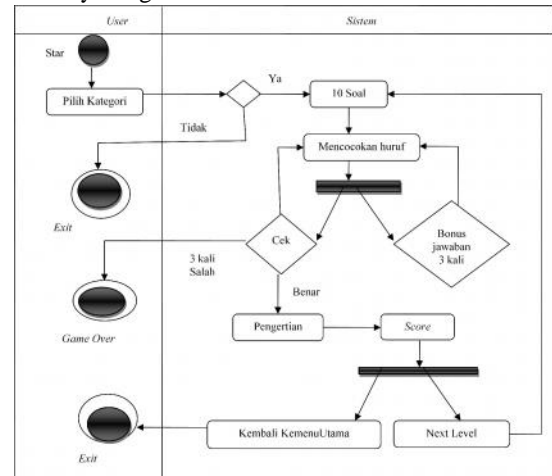 User
Sistem
Star
Ya
Pilih Kategori
10 Soal
Tidak
Mencocokan huruf
Exit
Cek
Bonus
jawaban
3 kali
3 kali
Salah
Benar
Game Over
Pengertian
Score
Kembali KemenuUtama
Next Level
Exit